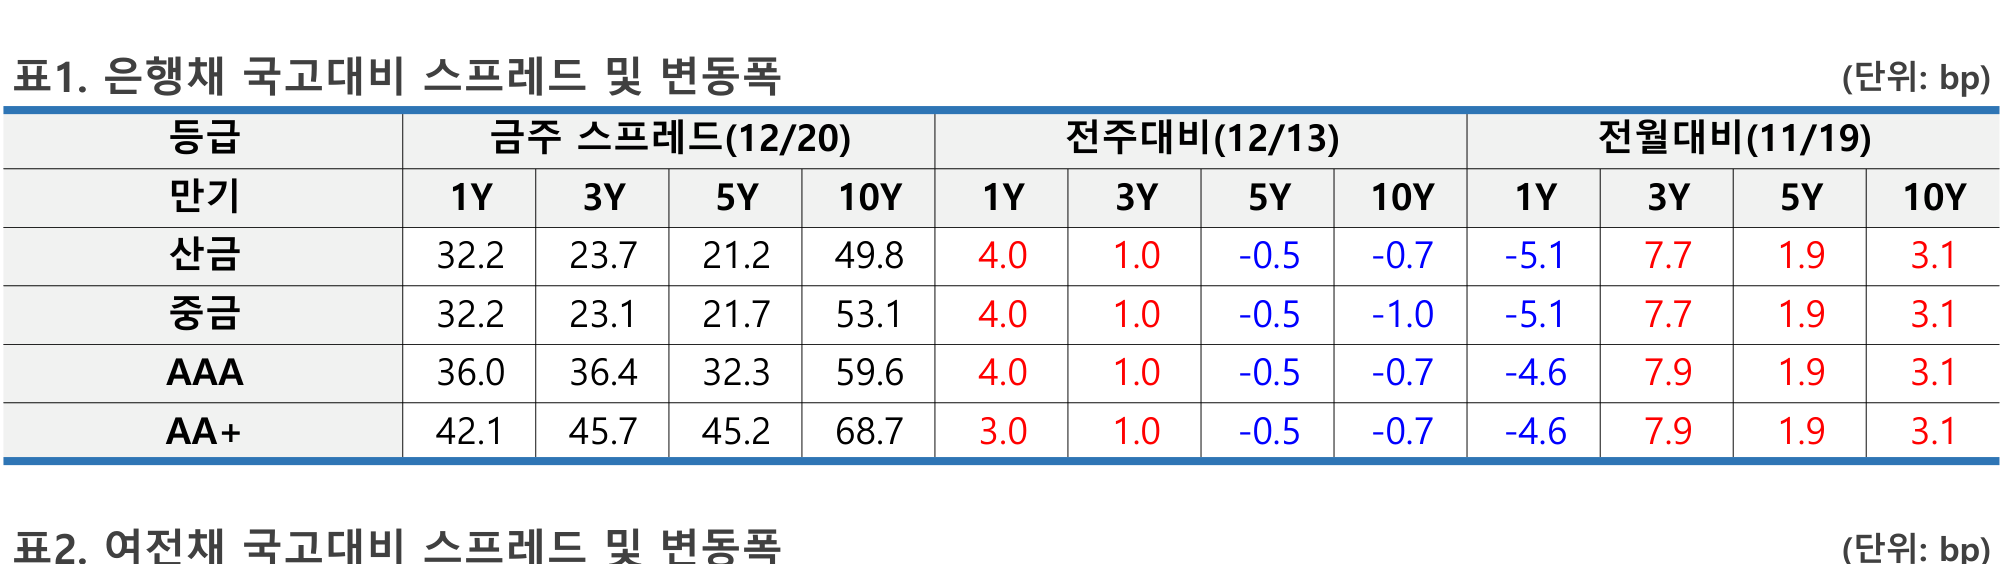 표1. 은행채 국고대비 스프레드 및 변동폭 (단위: bp)
등급 금주 스프레드(12/20) 전주대비(12/13) 전월대비(11/19)
만기 1Y 3Y 5Y 10Y 1Y 3Y 5Y 10Y 1Y 3Y 5Y 10Y
산금 32.2 23.7 21.2 49.8 4.0 1.0 -0.5 -0.7 -5.1 7.7 1.9 3.1
중금 32.2 23.1 21.7 53.1 4.0 1.0 -0.5 -1.0 -5.1 7.7 1.9 3.1
AAA 36.0 36.4 32.3 59.6 4.0 1.0 -0.5 -0.7 -4.6 7.9 1.9 3.1
AA+ 42.1 45.7 45.2 68.7 3.0 1.0 -0.5 -0.7 -4.6 7.9 1.9 3.1
표2. 여전채 국고대비 스프레드 및 변동폭 (단위: bp)